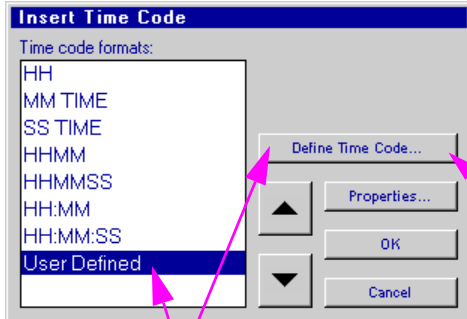 Insert Time Code
Time code formats:
HH
MM TIME
SS TIME
HHMM
HHMMSS
HH:MM
HH:MM:SS
User Defined
Define Time Code...
Properties...
OK
Cancel